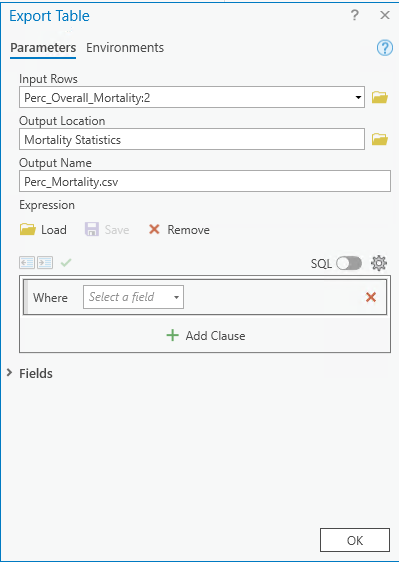 Export Table ? ×
Parameters Environments ?
Input Rows
Perc_Overall_Mortality:2
Output Location
Mortality Statistics
Output Name
Perc_Mortality.csv
Expression
Load Save Remove
SQL
Where Select a field
Add Clause
Fields
OK